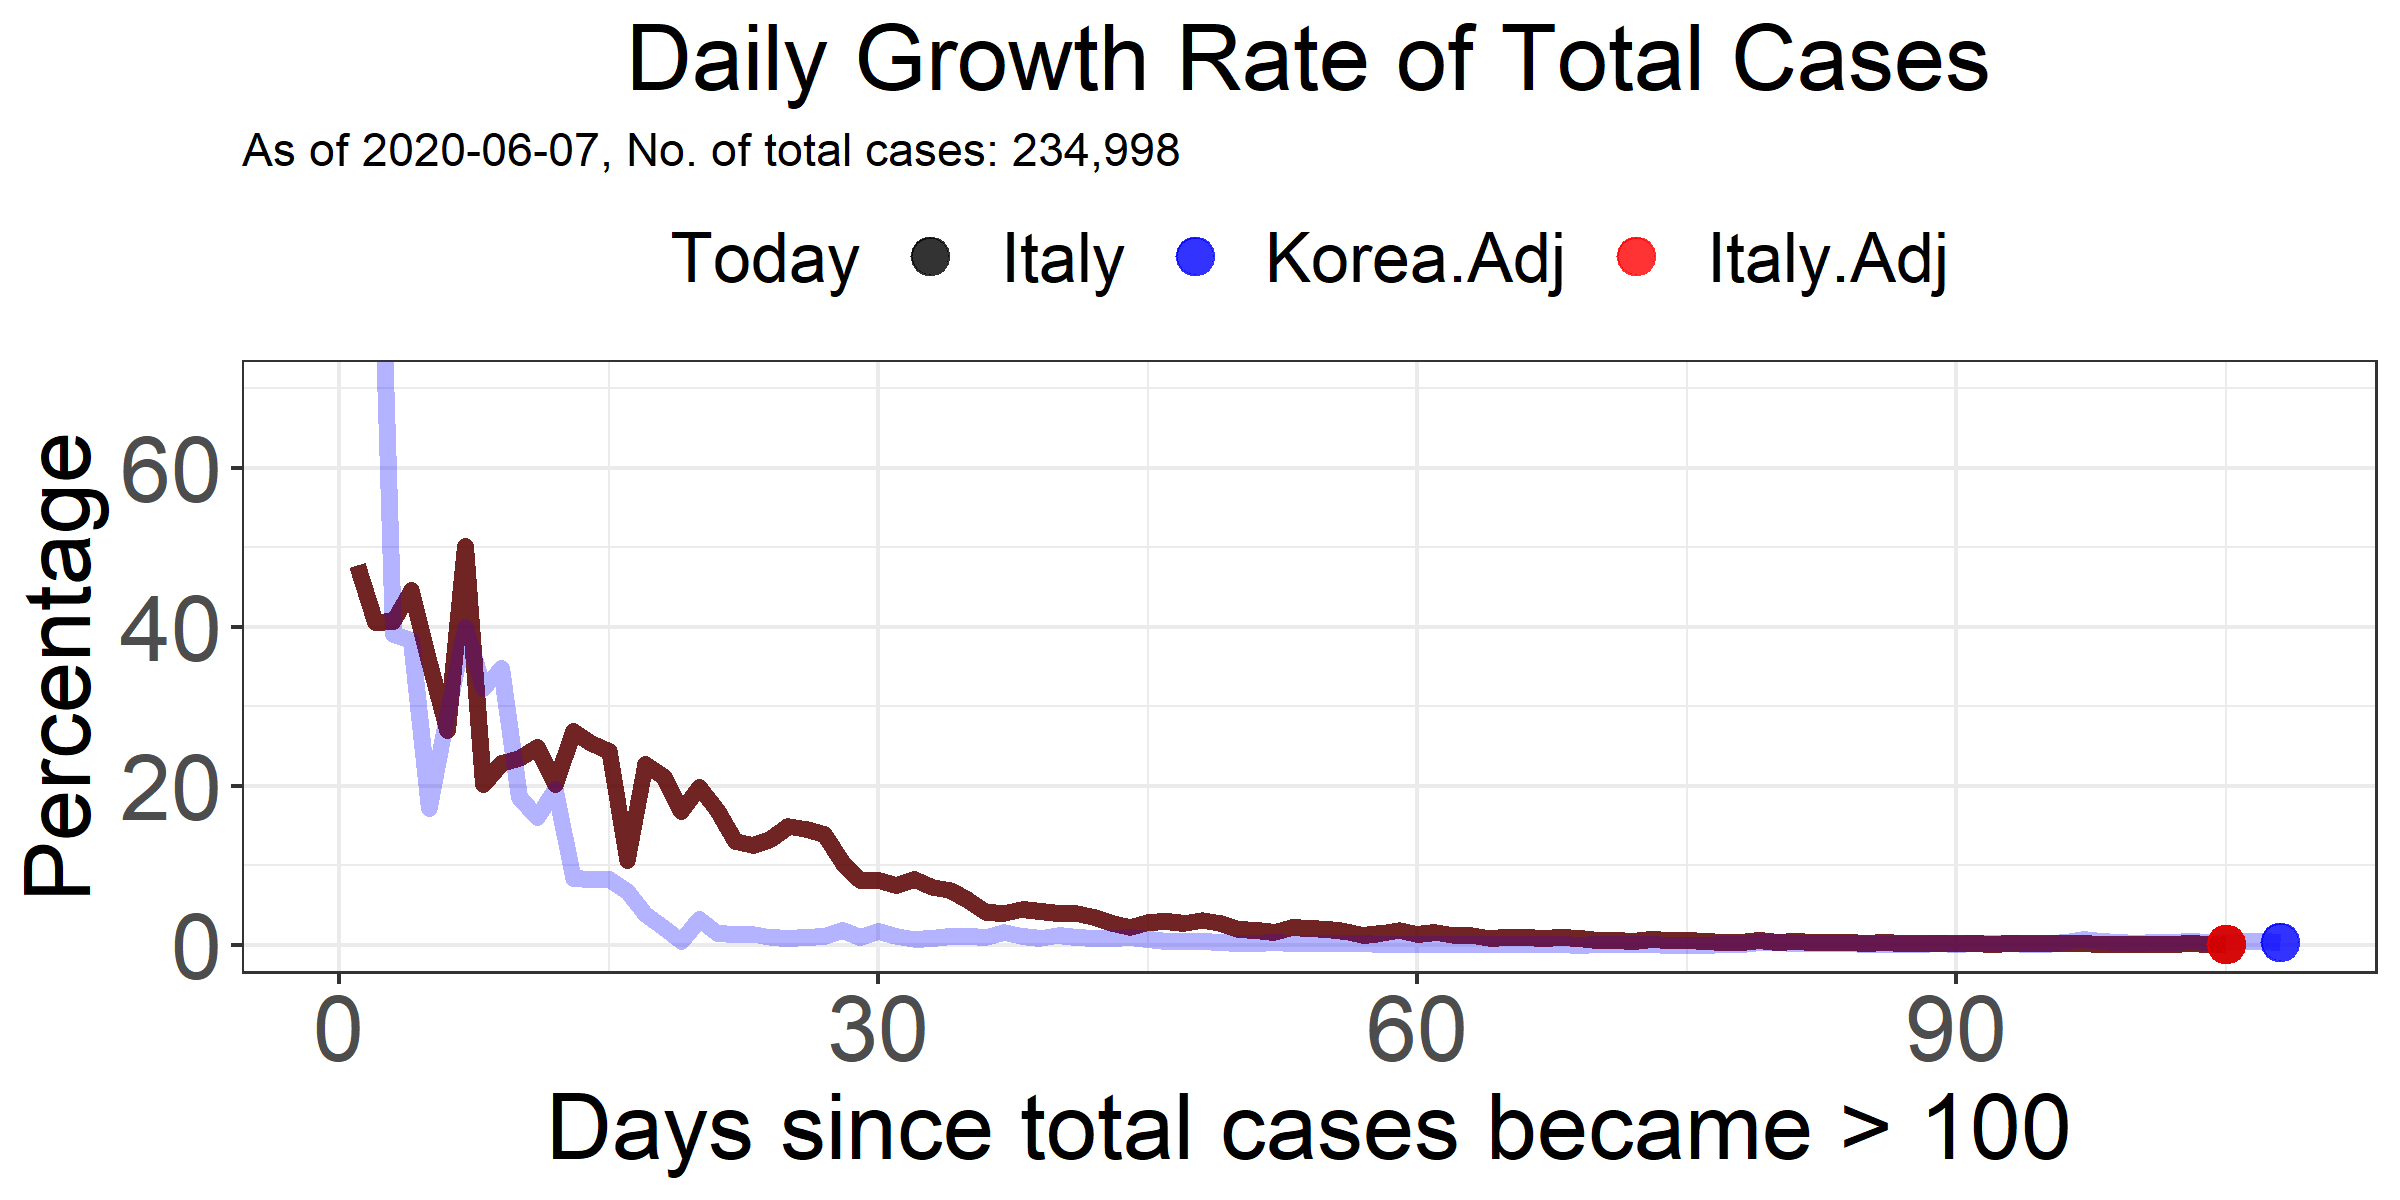 Daily Growth Rate of Total Cases
As of 2020-06-07, No. of total cases: 234,998
Today Italy Korea.Adj Italy.Adj
Percentage
60
40
20
0
0 30 60 90
Days since total cases became > 100